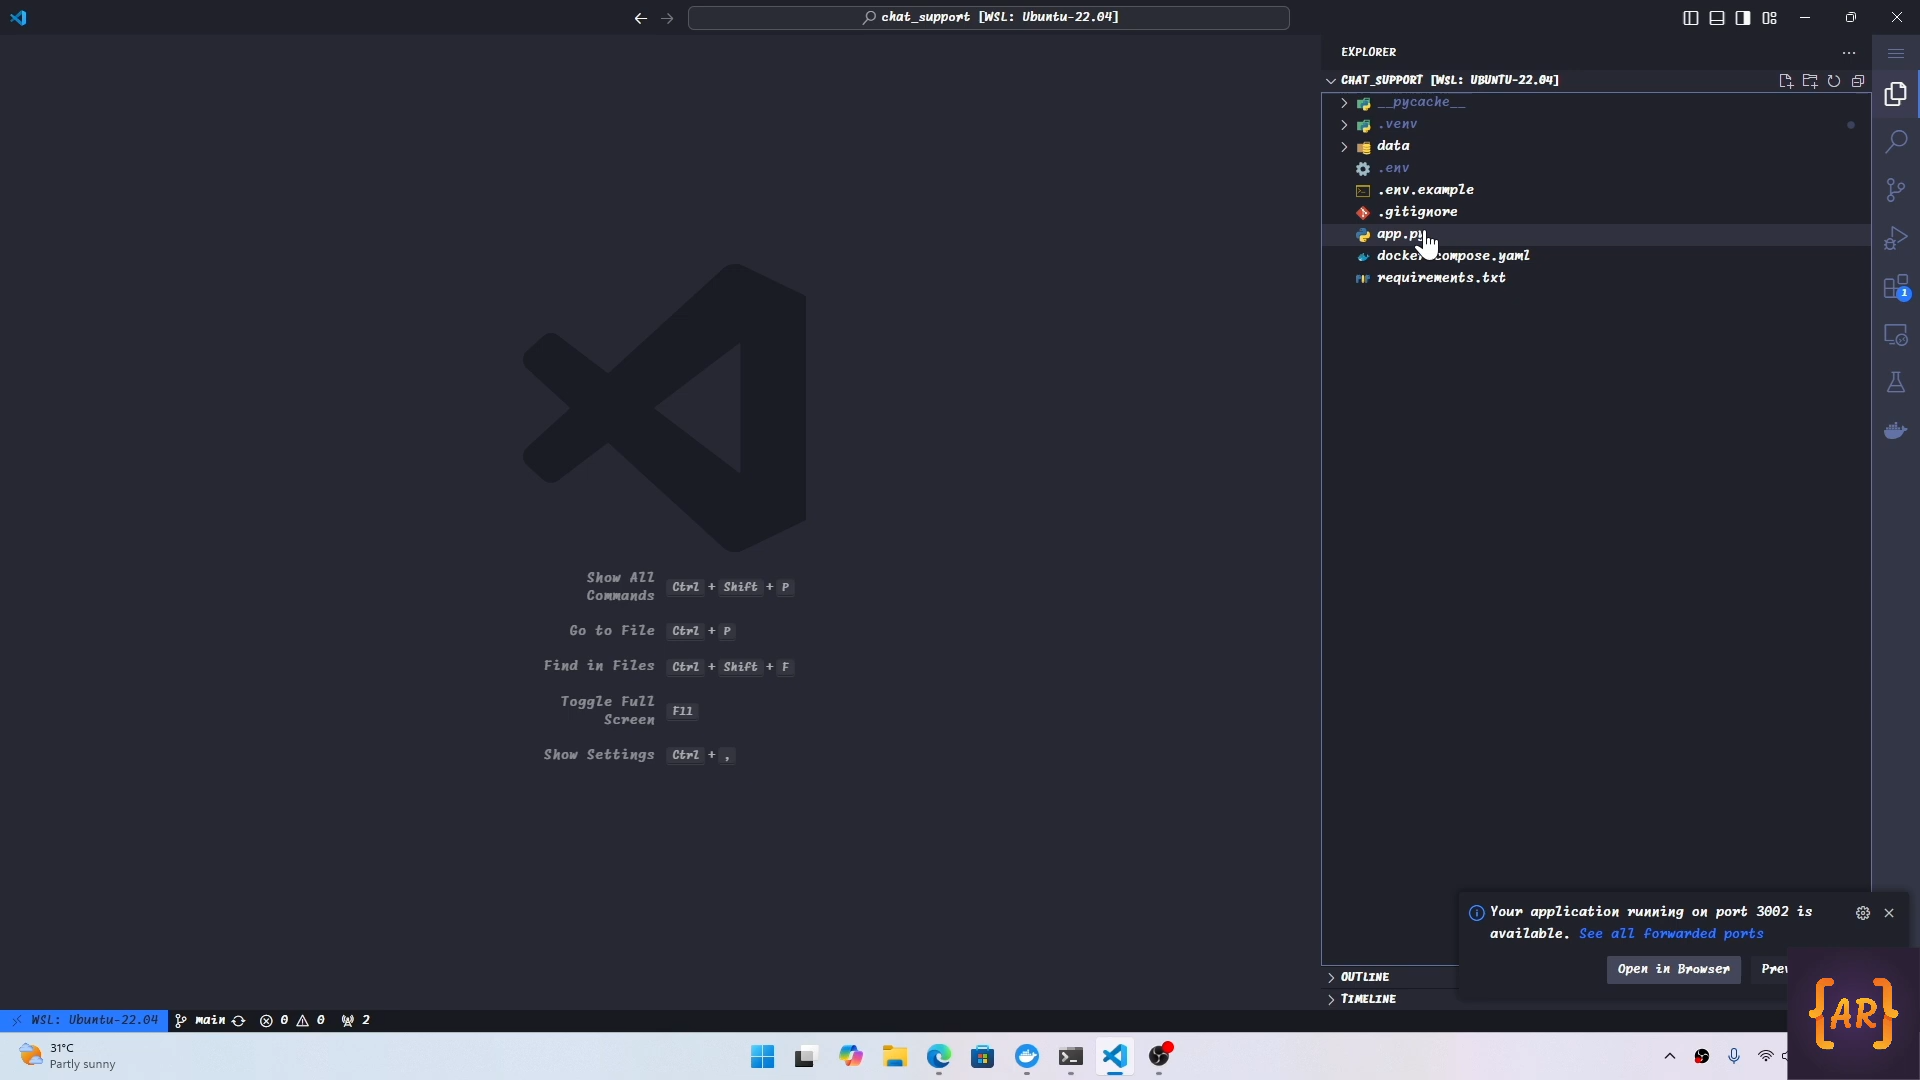 chat_support [WSL: Ubuntu-22.04]
EXPLORER
CHAT_SUPPORT [WSL: UBUNTU-22.04]
__pycache__
.venv
data
.env
.env.example
.gitignore
app.py
docker-compose.yaml
requirements.txt
1
Show All Commands Ctrl + Shift + P
Go to File Ctrl + P
Find in Files Ctrl + Shift + F
Toggle Full Screen F11
Show Settings Ctrl + ,
Your application running on port 3002 is
available. See all forwarded ports
Open in Browser
OUTLINE
TIMELINE
WSL: Ubuntu-22.04 main 0 0 2
31°C
Partly sunny
{AR}